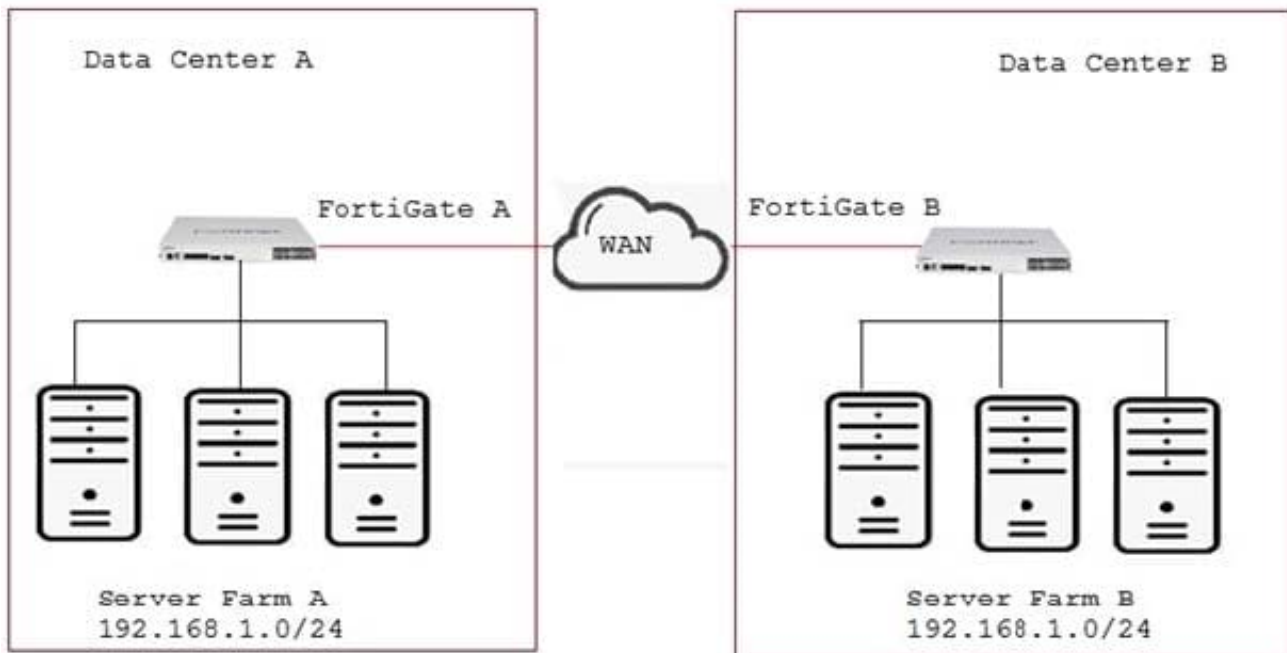 Data Center A
Data Center B
FortiGate A
WAN
FortiGate B
Server Farm A
192.168.1.0/24
Server Farm B
192.168.1.0/24